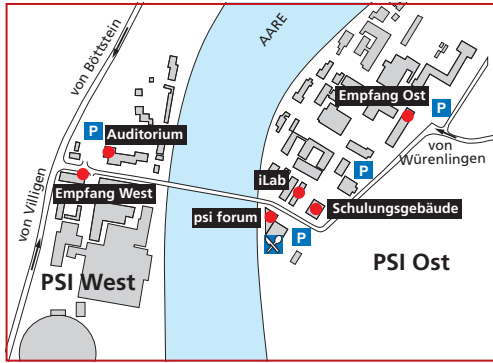 von Böttstein
AARE
P
Auditorium
Empfang West
von Villigen
PSI West
Empfang Ost
P
von
Würenlingen
P
iLab
Schulungsgebäude
psi forum
P
PSI Ost